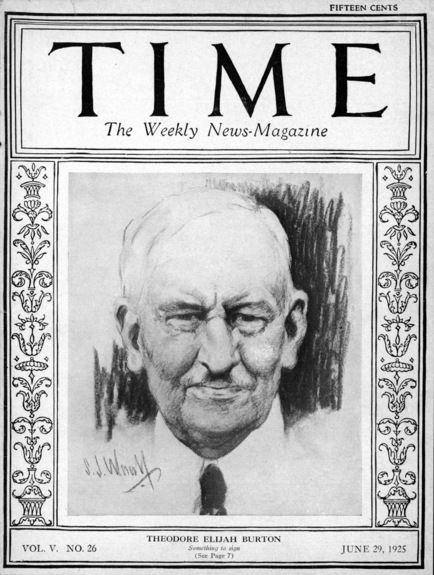 FIFTEEN CENTS
TIME
The Weekly News-Magazine
THEODORE ELIJAH BURTON
VOL. V. NO. 26
Something to sign
JUNE 29, 1925
(See Page 7)